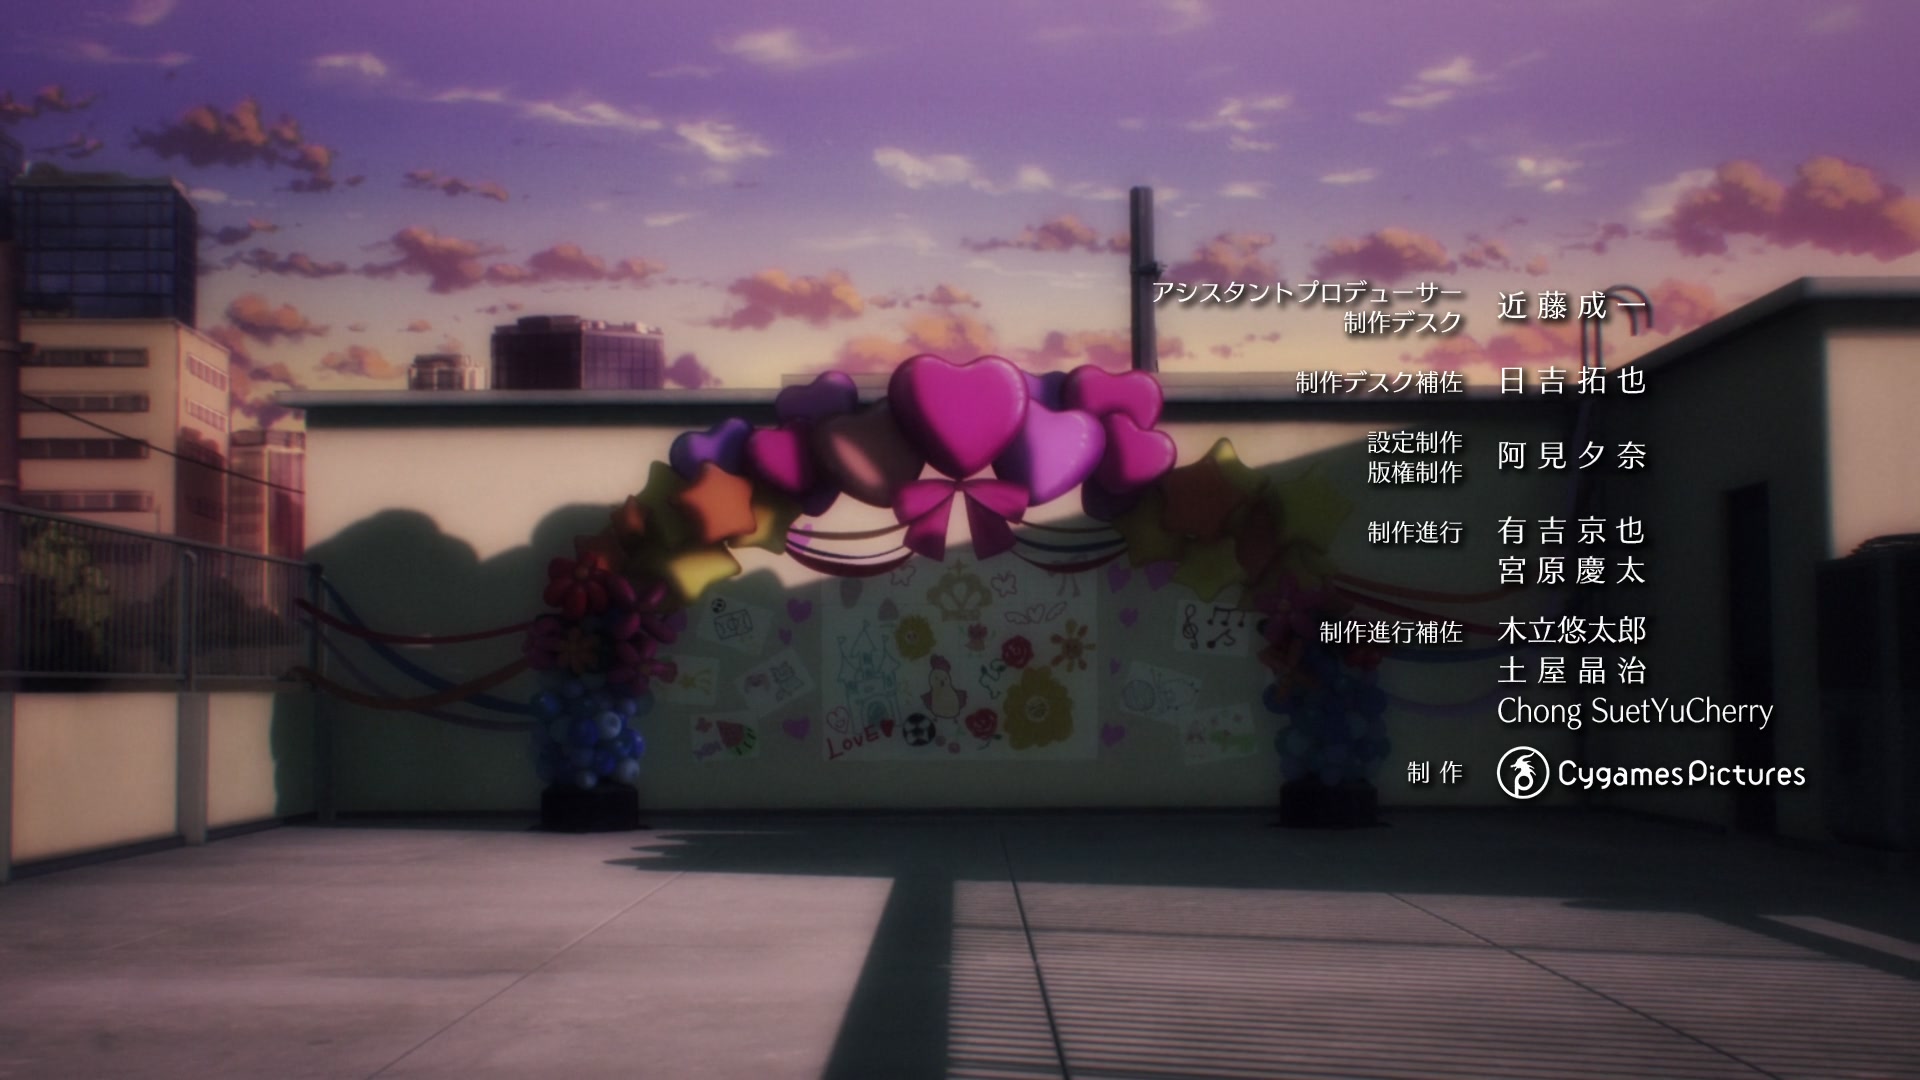 アシスタントプロデューサー
制作デスク 近藤成一
制作デスク補佐 日吉拓也
設定制作
版権制作 阿見夕奈
制作進行 有吉京也
宮原慶太
制作進行補佐 木立悠太郎
土屋晶治
Chong SuetYuCherry
制作 CygamesPictures
LOVE